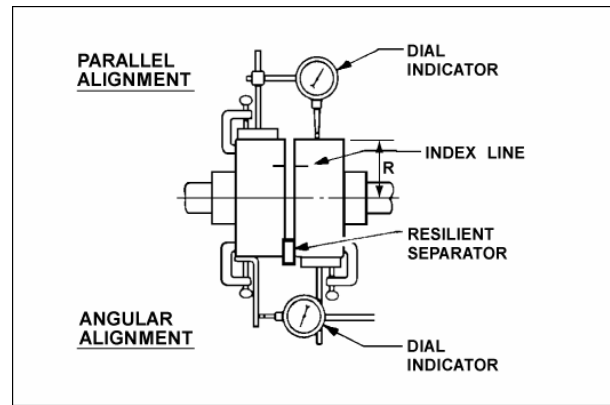 PARALLEL
ALIGNMENT
DIAL
INDICATOR
INDEX LINE
R
RESILIENT
SEPARATOR
ANGULAR
ALIGNMENT
DIAL
INDICATOR